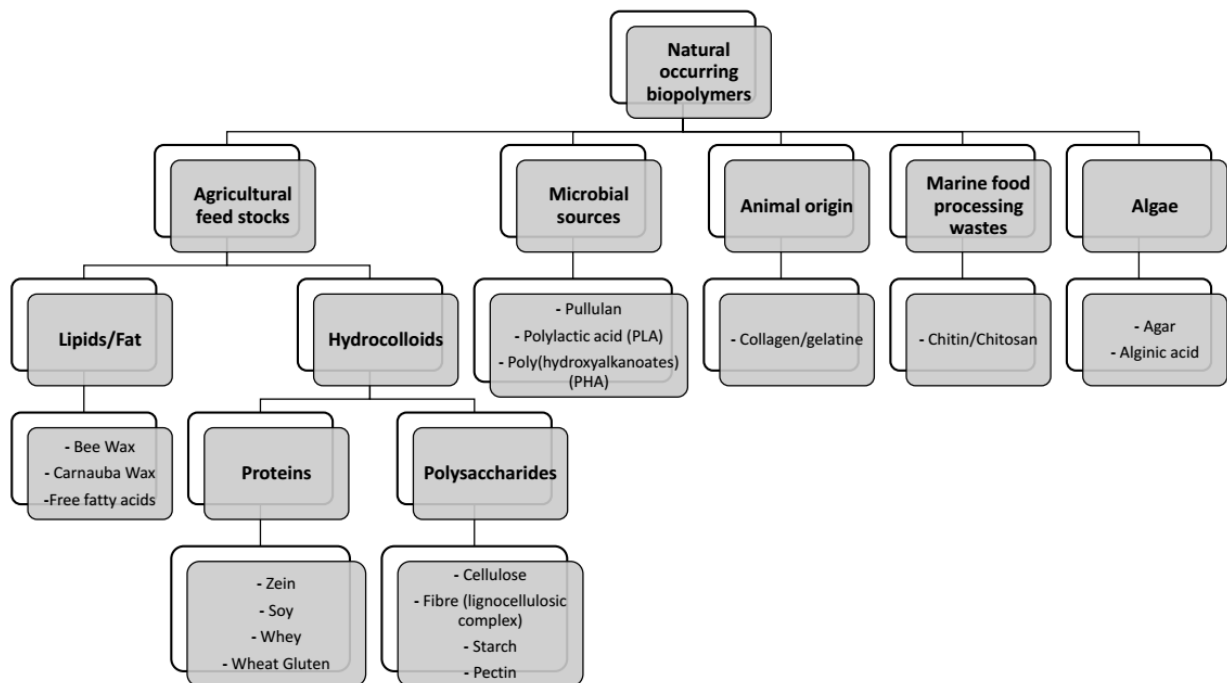 Natural
occurring
biopolymers
Agricultural
feed stocks
Microbial
sources
Animal origin
Marine food
processing
wastes
Algae
Lipids/Fat
Hydrocolloids
- Pullulan
- Polylactic acid (PLA)
- Poly(hydroxyalkanoates)
(PHA)
- Collagen/gelatine
- Chitin/Chitosan
- Agar
- Alginic acid
- Bee Wax
- Carnauba Wax
-Free fatty acids
Proteins
Polysaccharides
- Zein
- Soy
- Whey
- Wheat Gluten
- Cellulose
- Fibre (lignocellulosic
complex)
- Starch
- Pectin